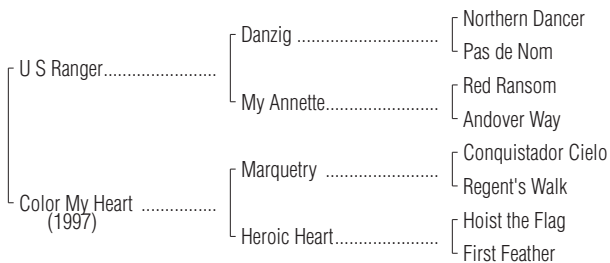 Northern Dancer
Danzig ................................
Pas de Nom
U S Ranger.........................
Red Ransom
My Annette.........................
Andover Way
Conquistador Cielo
Marquetry .........................
Regent's Walk
Color My Heart ................
(1997)
Hoist the Flag
Heroic Heart.......................
First Feather